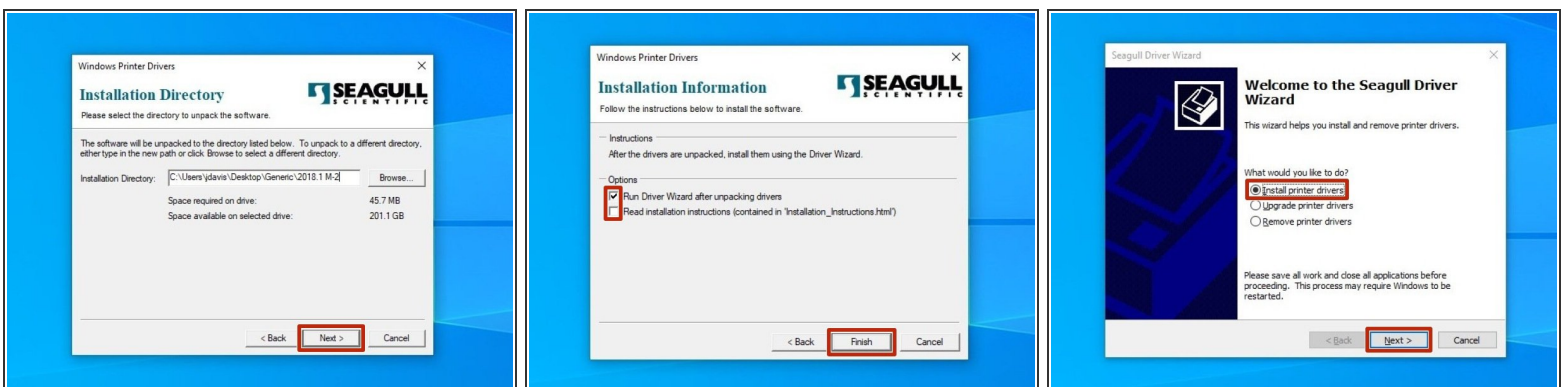 Windows Printer Drivers
Installation Directory
SEAGULL
SCIENTIFIC
Please select the directory to unpack the software.
The software will be unpacked to the directory listed below. To unpack to a different directory,
either type in the new path or click Browse to select a different directory.
Installation Directory: C:\Users\jdavis\Desktop\Generic\2018.1 M-2 Browse...
Space required on drive: 45.7 MB
Space available on selected drive: 201.1 GB
< Back Next > Cancel
Windows Printer Drivers
Installation Information
SEAGULL
SCIENTIFIC
Follow the instructions below to install the software.
Instructions
After the drivers are unpacked, install them using the Driver Wizard.
Options
Run Driver Wizard after unpacking drivers
Read installation instructions (contained in 'Installation_Instructions.html')
< Back Finish Cancel
Seagull Driver Wizard
Welcome to the Seagull Driver
Wizard
This wizard helps you install and remove printer drivers.
What would you like to do?
Install printer drivers
Upgrade printer drivers
Remove printer drivers
Please save all work and close all applications before
proceeding. This process may require Windows to be
restarted.
< Back Next > Cancel